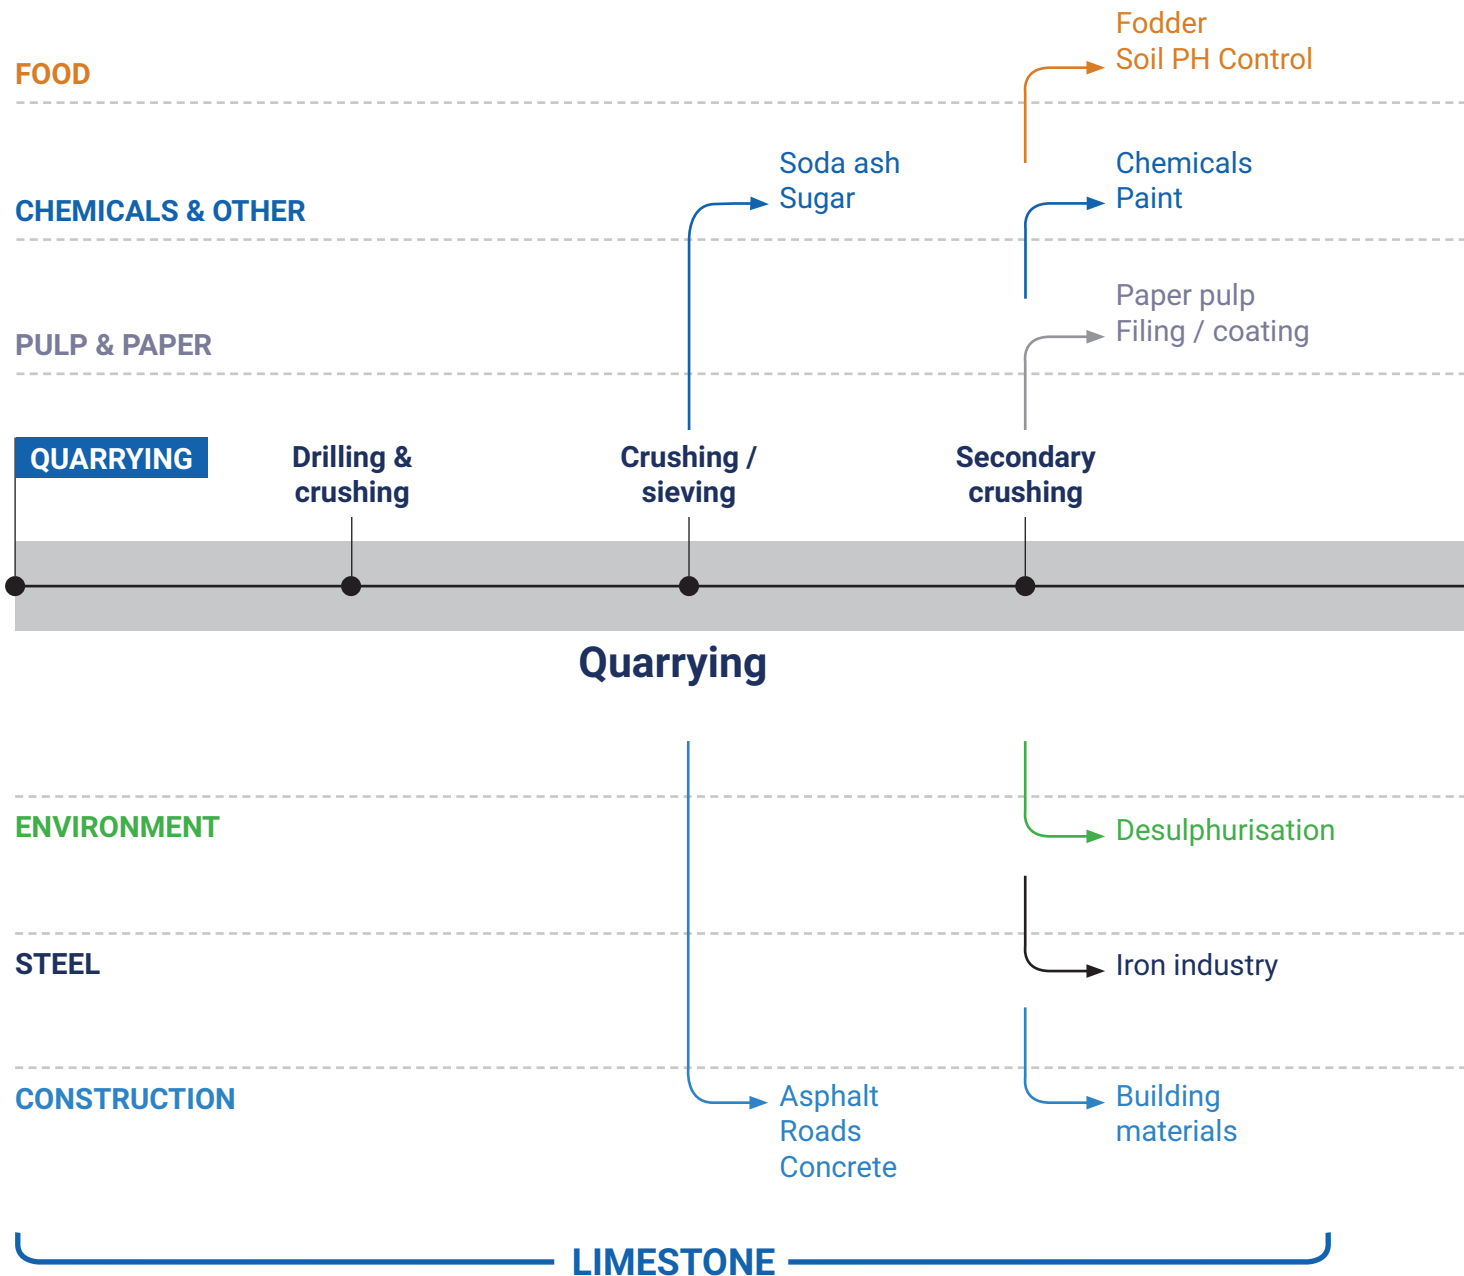 Fodder
Soil PH Control
FOOD
Soda ash
Sugar
Chemicals
Paint
CHEMICALS & OTHER
Paper pulp
Filing / coating
PULP & PAPER
QUARRYING
Drilling &
crushing
Crushing /
sieving
Secondary
crushing
Quarrying
ENVIRONMENT
Desulphurisation
STEEL
Iron industry
CONSTRUCTION
Asphalt
Roads
Concrete
Building
materials
LIMESTONE